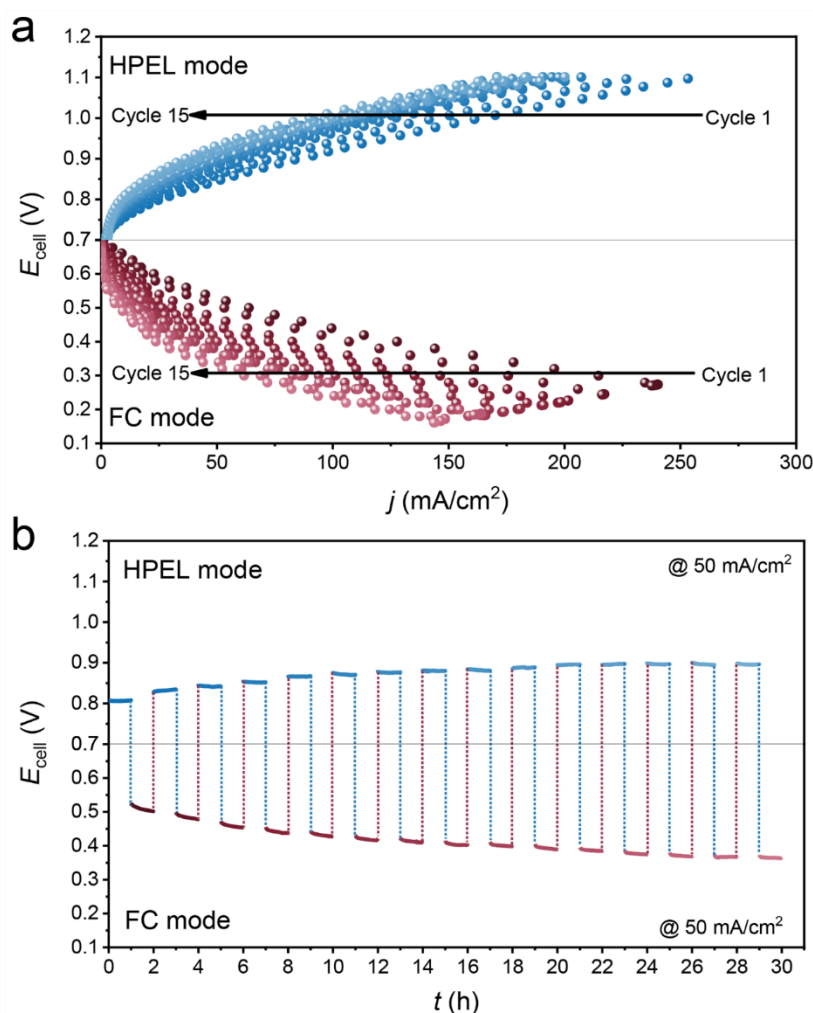 a
HPEL mode
Cycle 15
Cycle 1
Cycle 15
Cycle 1
FC mode
1.2
1.1
1.0
0.9
0.8
0.7
0.6
0.5
0.4
0.3
0.2
0.1
E_cell (V)
0 50 100 150 200 250 300
j (mA/cm²)
b
HPEL mode
@ 50 mA/cm²
FC mode
@ 50 mA/cm²
1.2
1.1
1.0
0.9
0.8
0.7
0.6
0.5
0.4
0.3
0.2
0.1
E_cell (V)
0 2 4 6 8 10 12 14 16 18 20 22 24 26 28 30
t (h)